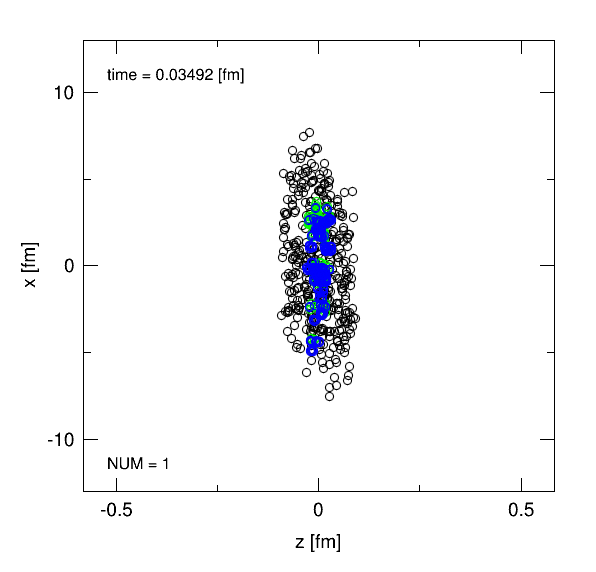 time = 0.03492 [fm]
10
0
-10
x [fm]
NUM = 1
-0.5
0
0.5
z [fm]